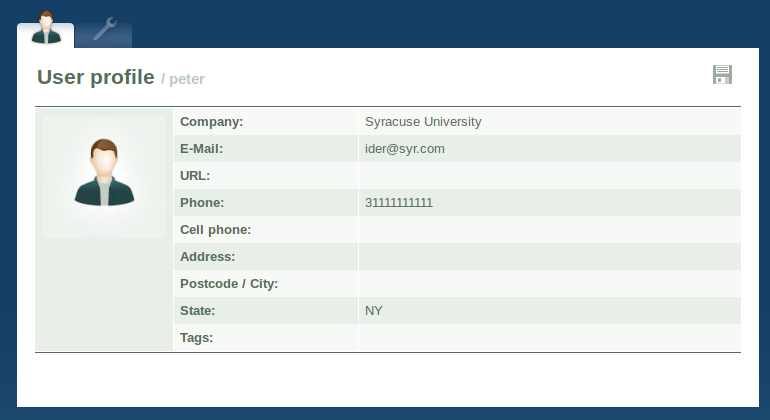 User profile / peter
Company: Syracuse University
E-Mail: ider@syr.com
URL:
Phone: 31111111111
Cell phone:
Address:
Postcode / City:
State: NY
Tags: